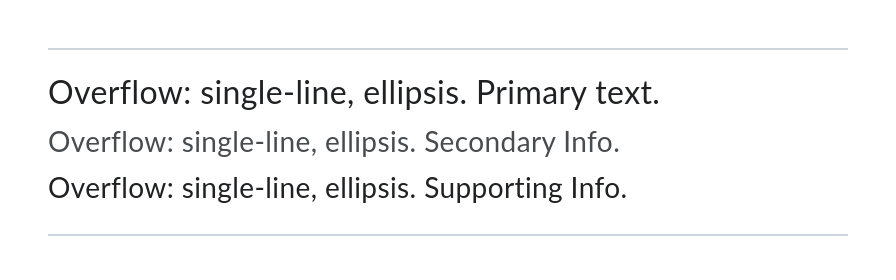 Overflow: single-line, ellipsis. Primary text.
Overflow: single-line, ellipsis. Secondary Info.
Overflow: single-line, ellipsis. Supporting Info.